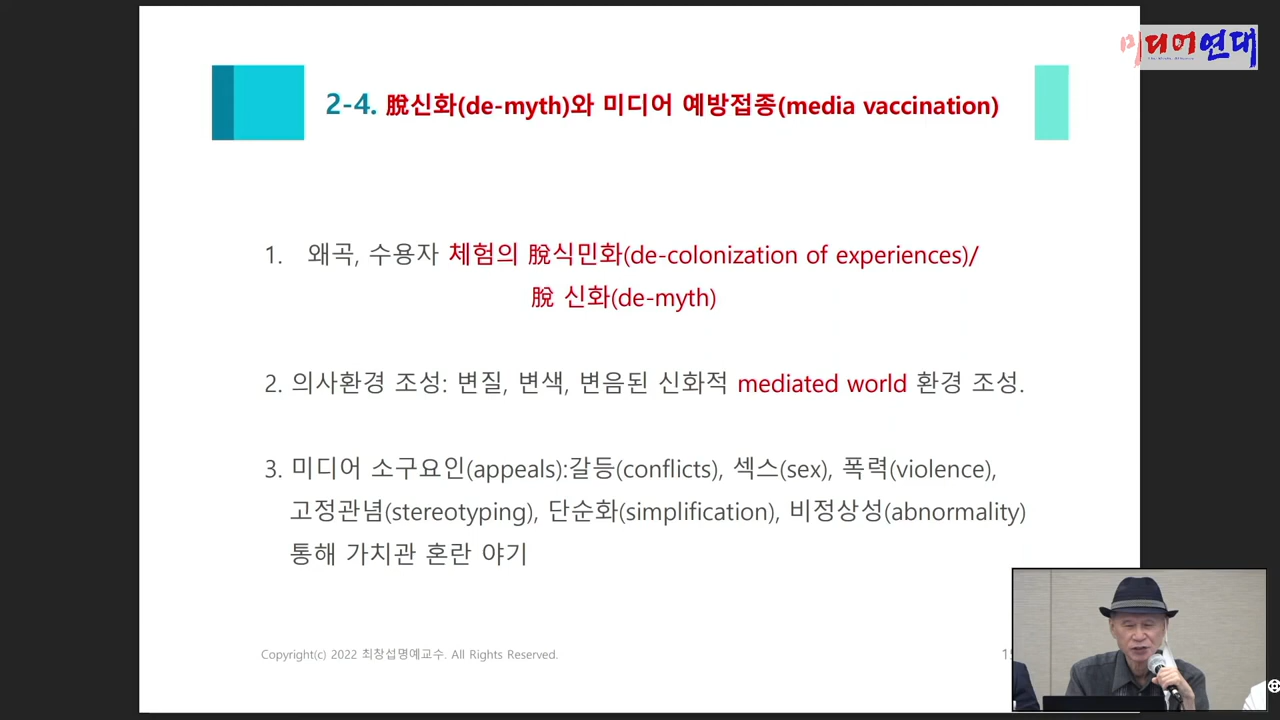 미디어연대
2-4. 脫신화(de-myth)와 미디어 예방접종(media vaccination)
1. 왜곡, 수용자 체험의 脫식민화(de-colonization of experiences)/
脫 신화(de-myth)
2. 의사환경 조성: 변질, 변색, 변음된 신화적 mediated world 환경 조성.
3. 미디어 소구요인(appeals):갈등(conflicts), 섹스(sex), 폭력(violence),
고정관념(stereotyping), 단순화(simplification), 비정상성(abnormality)
통해 가치관 혼란 야기
Copyright(c) 2022 최창섭명예교수. All Rights Reserved.